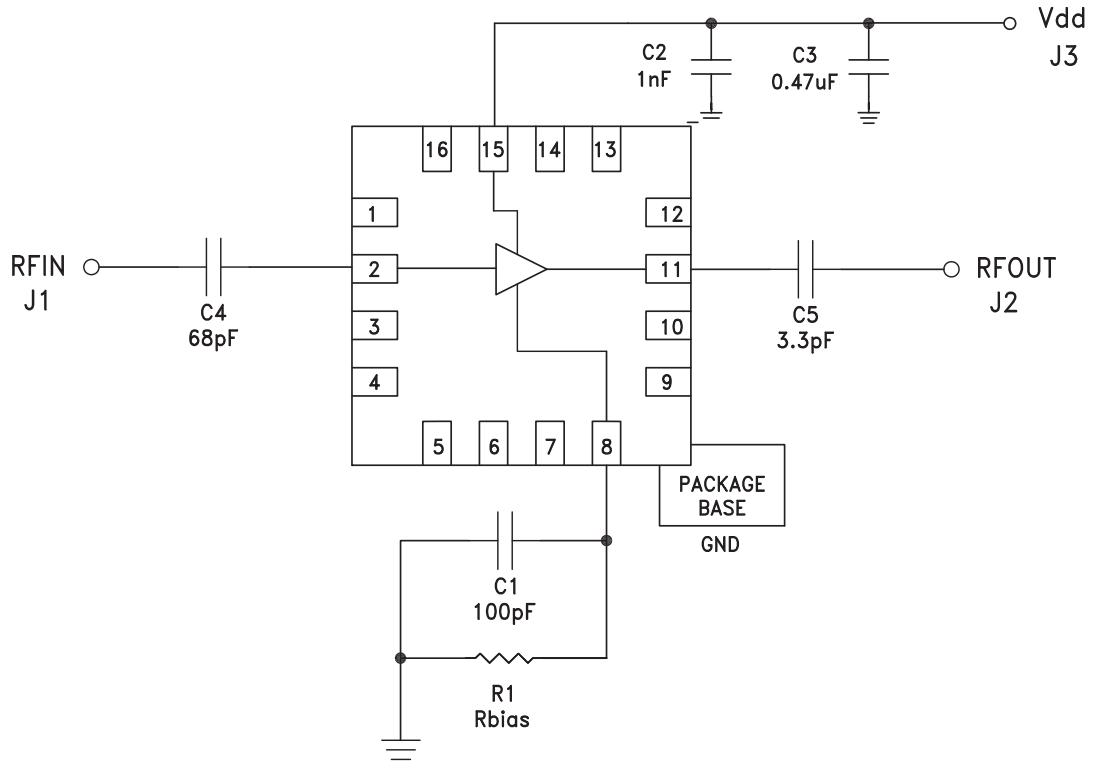 Vdd
J3
C2
1nF
C3
0.47uF
16
15
14
13
1
12
RFIN
J1
C4
68pF
2
11
RFOUT
J2
C5
3.3pF
3
10
4
9
5
6
7
8
PACKAGE
BASE
GND
C1
100pF
R1
Rbias